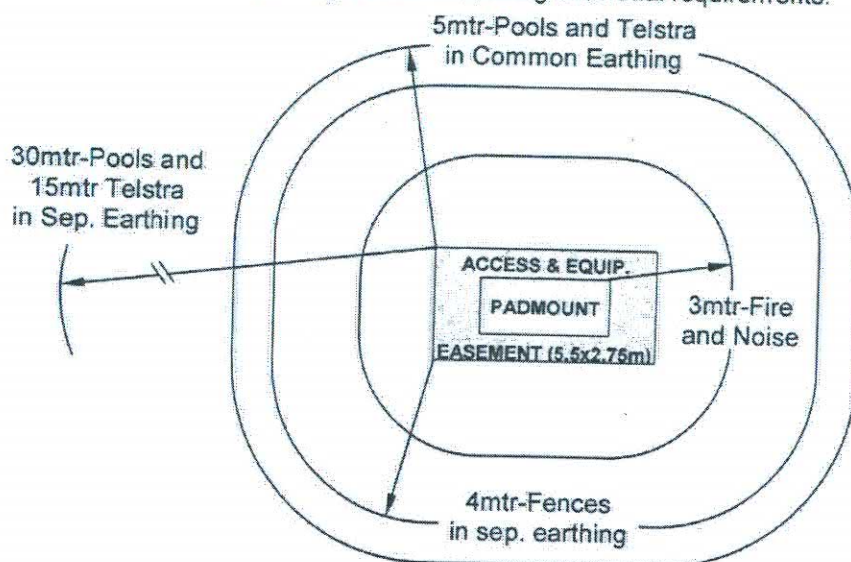 requirements.
5mtr-Pools and Telstra
in Common Earthing
30mtr-Pools and
15mtr Telstra
in Sep. Earthing
ACCESS & EQUIP.
PADMOUNT
3mtr-Fire
and Noise
EASEMENT (5.5x2.75m)
4mtr-Fences
in sep. earthing